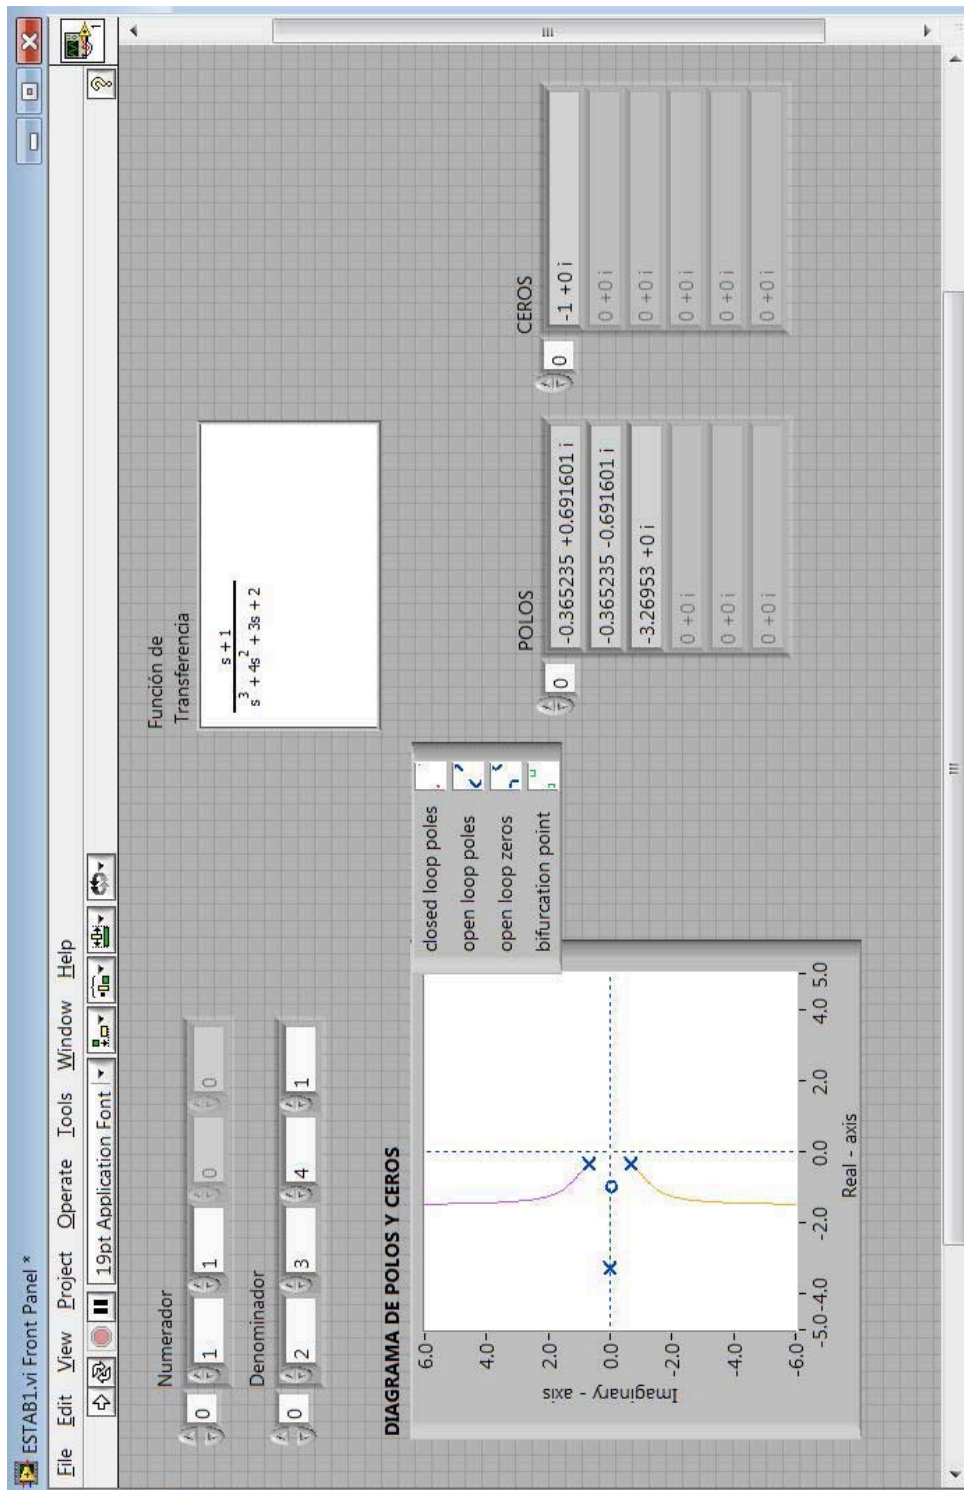 ESTAB1.vi Front Panel *
File Edit View Project Operate Tools Window Help
19pt Application Font
1
Numerador
0 1 1 0 0
Denominador
0 2 3 4 1
Función de
Transferencia
s + 1
s^3 + 4s^2 + 3s + 2
DIAGRAMA DE POLOS Y CEROS
closed loop poles
open loop poles
open loop zeros
bifurcation point
Imaginary - axis
6.0
4.0
2.0
0.0
-2.0
-4.0
-6.0
-5.0 -4.0 -2.0 0.0 2.0 4.0 5.0
Real - axis
POLOS
0
-0.365235 +0.691601 i
-0.365235 -0.691601 i
-3.26953 +0 i
0 +0 i
0 +0 i
0 +0 i
CEROS
0
-1 +0 i
0 +0 i
0 +0 i
0 +0 i
0 +0 i
0 +0 i